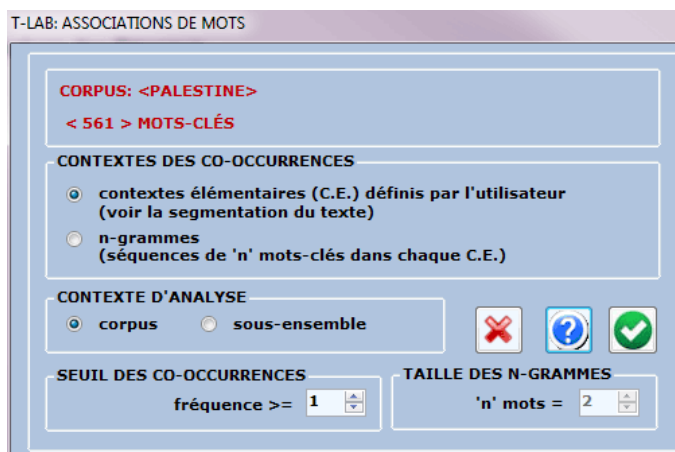 T-LAB: ASSOCIATIONS DE MOTS
CORPUS: <PALESTINE>
< 561 > MOTS-CLÉS
CONTEXTES DES CO-OCCURRENCES
contextes élémentaires (C.E.) définis par l'utilisateur
(voir la segmentation du texte)
n-grammes
(séquences de 'n' mots-clés dans chaque C.E.)
CONTEXTE D'ANALYSE
corpus sous-ensemble
SEUIL DES CO-OCCURRENCES
fréquence >= 1
TAILLE DES N-GRAMMES
'n' mots = 2